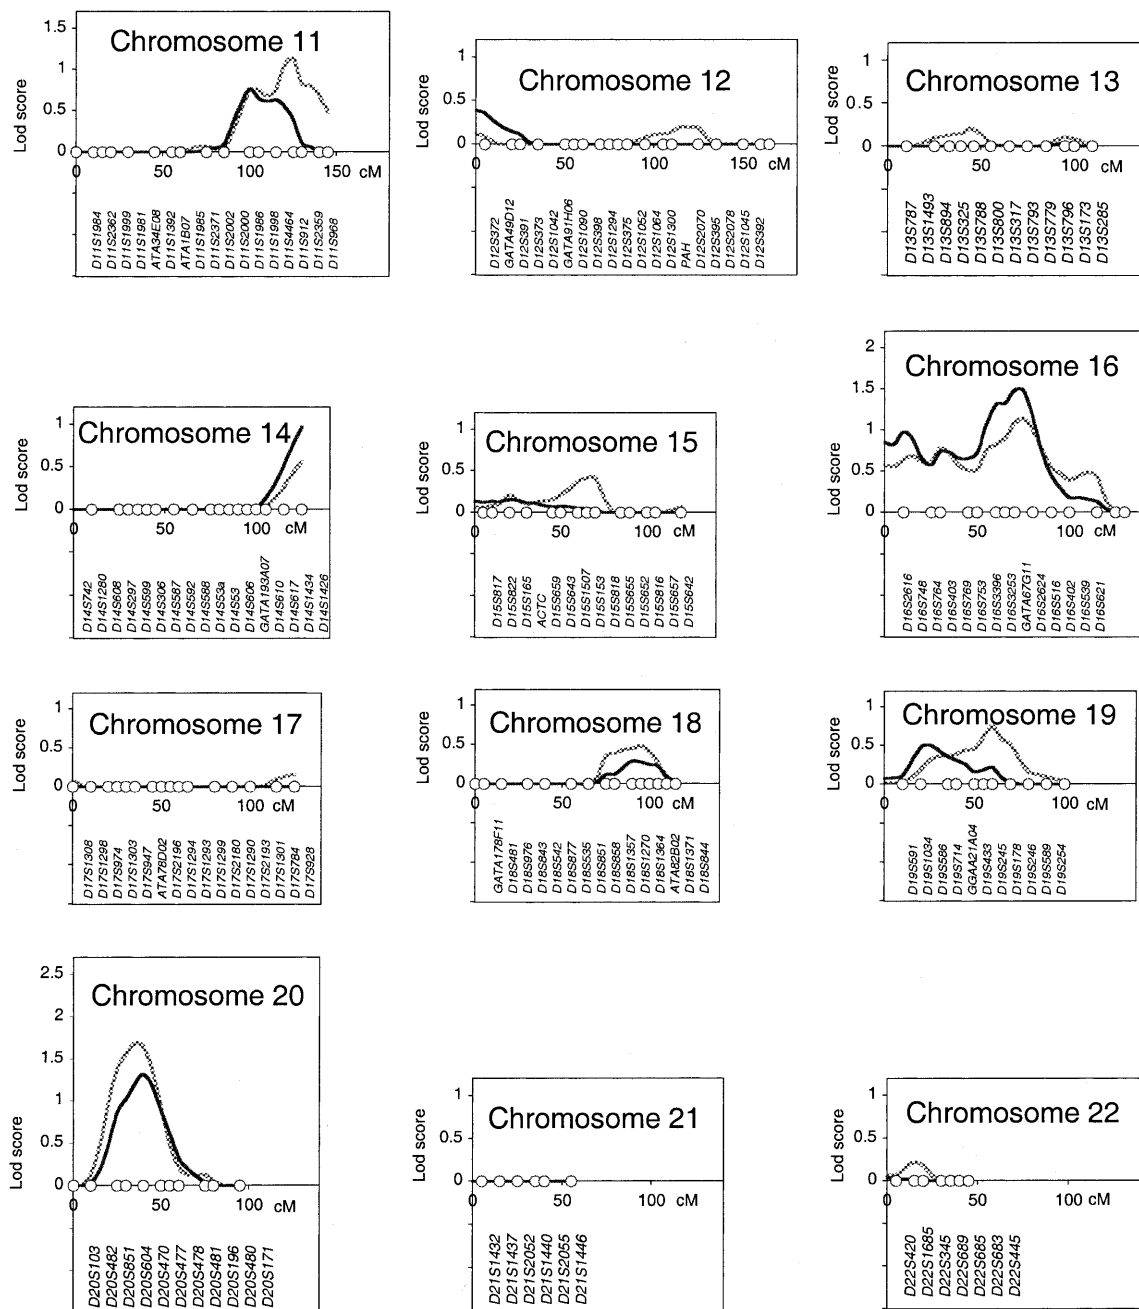 Chromosome 11
Lod score
1.5
1
0.5
0
0 50 100 150 cM
D11S1984
D11S2362
D11S1999
D11S1981
ATA34E08
D11S1392
ATA1B07
D11S1985
D11S2371
D11S2002
D11S2000
D11S1986
D11S1998
D11S4464
D11S912
D11S2359
D11S968
Chromosome 12
Lod score
1
0.5
0
0 50 100 150 cM
D12S372
GATA49D12
D12S391
D12S373
D12S1042
GATA91H06
D12S1090
D12S398
D12S1294
D12S375
D12S1052
D12S1064
D12S1300
PAH
D12S2070
D12S395
D12S2078
D12S1045
D12S392
Chromosome 13
Lod score
1
0.5
0
0 50 100 cM
D13S787
D13S1493
D13S894
D13S325
D13S788
D13S800
D13S317
D13S793
D13S779
D13S796
D13S173
D13S285
Chromosome 14
Lod score
1
0.5
0
0 50 100 cM
D14S742
D14S1280
D14S608
D14S297
D14S599
D14S306
D14S587
D14S592
D14S588
D14S53a
D14S53
D14S606
GATA193A07
D14S610
D14S617
D14S1434
D14S1426
Chromosome 15
Lod score
1
0.5
0
0 50 100 cM
D15S817
D15S822
D15S165
ACTC
D15S659
D15S643
D15S1507
D15S153
D15S818
D15S655
D15S652
D15S816
D15S657
D15S642
Chromosome 16
Lod score
2
1.5
1
0.5
0
0 50 100 cM
D16S2616
D16S748
D16S764
D16S403
D16S769
D16S753
D16S3396
D16S3253
GATA67G11
D16S2624
D16S516
D16S402
D16S539
D16S621
Chromosome 17
Lod score
1
0.5
0
0 50 100 cM
D17S1308
D17S1298
D17S974
D17S1303
D17S947
ATA78D02
D17S2196
D17S1294
D17S1293
D17S1299
D17S2180
D17S1290
D17S2193
D17S1301
D17S784
D17S928
Chromosome 18
Lod score
1
0.5
0
0 50 100 cM
GATA178F11
D18S481
D18S976
D18S843
D18S542
D18S877
D18S535
D18S851
D18S858
D18S1357
D18S1270
D18S1364
ATA82B02
D18S1371
D18S844
Chromosome 19
Lod score
1
0.5
0
0 50 100 cM
D19S591
D19S1034
D19S586
D19S714
GGAA21A04
D19S433
D19S245
D19S178
D19S246
D19S589
D19S254
Chromosome 20
Lod score
2.5
2
1.5
1
0.5
0
0 50 100 cM
D20S103
D20S482
D20S851
D20S604
D20S470
D20S477
D20S478
D20S481
D20S196
D20S480
D20S171
Chromosome 21
Lod score
1
0.5
0
0 50 100 cM
D21S1432
D21S1437
D21S2052
D21S1440
D21S2055
D21S1446
Chromosome 22
Lod score
1
0.5
0
0 50 100 cM
D22S420
D22S1685
D22S345
D22S689
D22S685
D22S683
D22S445